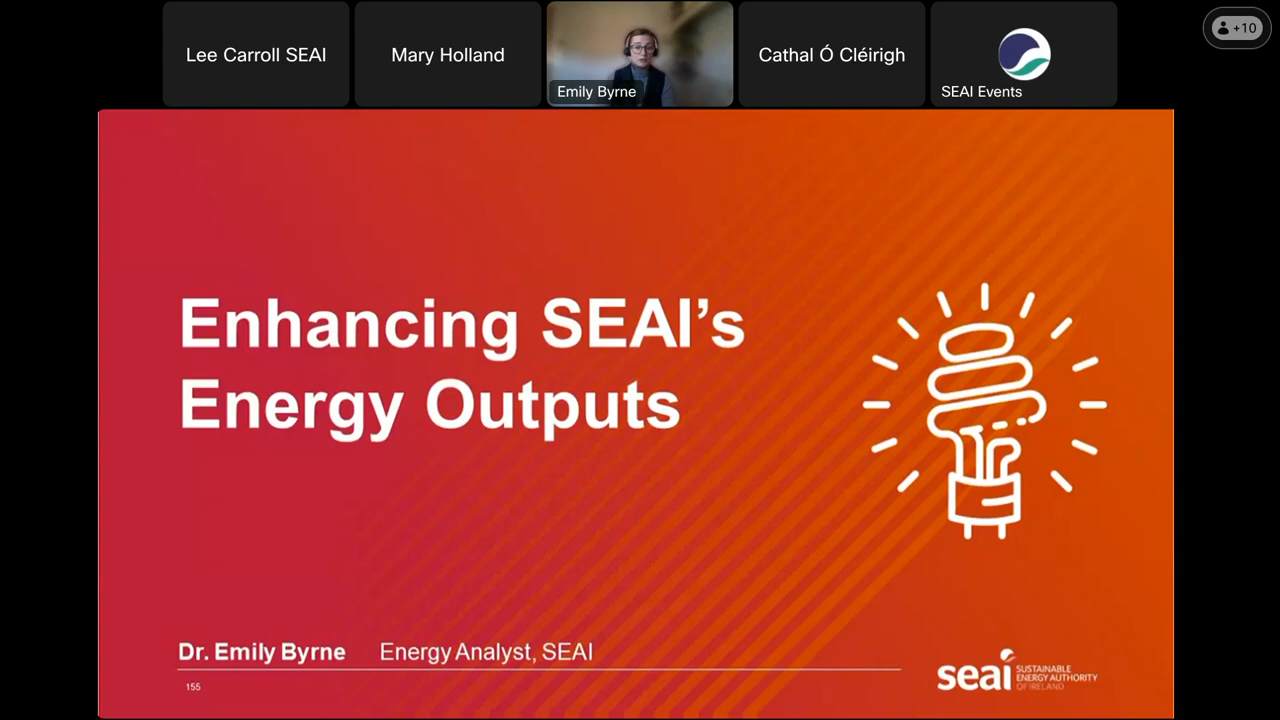 Lee Carroll SEAI
Mary Holland
Emily Byrne
Cathal Ó Cléirigh
SEAI Events
+10
Enhancing SEAI’s
Energy Outputs
Dr. Emily Byrne Energy Analyst, SEAI
155
seai
SUSTAINABLE
ENERGY AUTHORITY
OF IRELAND